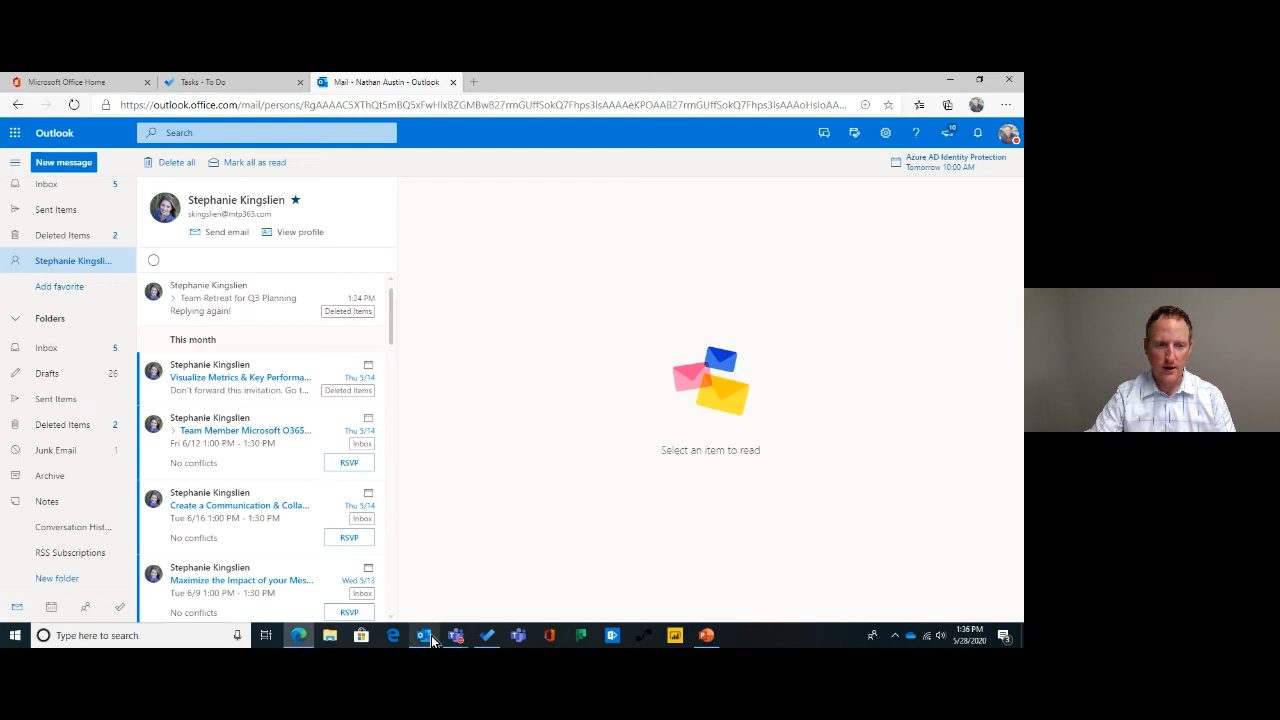 Microsoft Office Home
Tasks - To Do
Mail - Nathan Austin - Outlook
Outlook
Search
10
New message
Delete all
Mark all as read
Azure AD Identity Protection
Tomorrow 10:00 AM
Inbox 5
Sent Items
Deleted Items 2
Stephanie Kingsli...
Add favorite
Folders
Inbox 5
Drafts 26
Sent Items
Deleted Items 2
Junk Email 1
Archive
Notes
Conversation Hist...
RSS Subscriptions
New folder
Stephanie Kingslien
skingslien@mtp365.com
Send email
View profile
Stephanie Kingslien
Team Retreat for Q3 Planning 1:24 PM
Replying again! Deleted Items
This month
Stephanie Kingslien
Visualize Metrics & Key Performa... Thu 5/14
Don't forward this invitation. Go t... Deleted Items
Stephanie Kingslien
Team Member Microsoft O365... Thu 5/14
Fri 6/12 1:00 PM - 1:30 PM Inbox
No conflicts RSVP
Stephanie Kingslien
Create a Communication & Colla... Thu 5/14
Tue 6/16 1:00 PM - 1:30 PM Inbox
No conflicts RSVP
Stephanie Kingslien
Maximize the Impact of your Mes... Wed 5/13
Tue 6/9 1:00 PM - 1:30 PM Inbox
No conflicts RSVP
Select an item to read
Type here to search
1:36 PM
5/28/2020
3